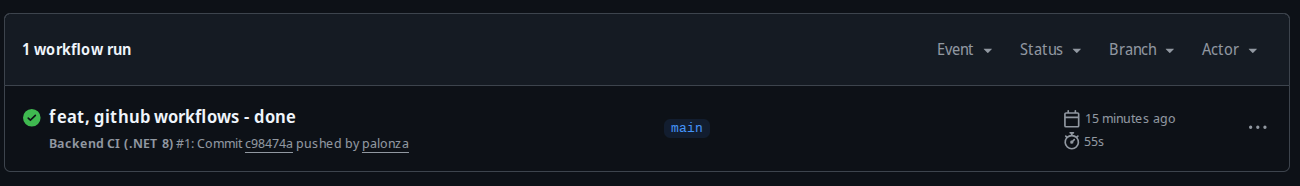 1 workflow run
Event Status Branch Actor
feat, github workflows - done
Backend CI (.NET 8) #1: Commit c98474a pushed by palonza
main
15 minutes ago
55s